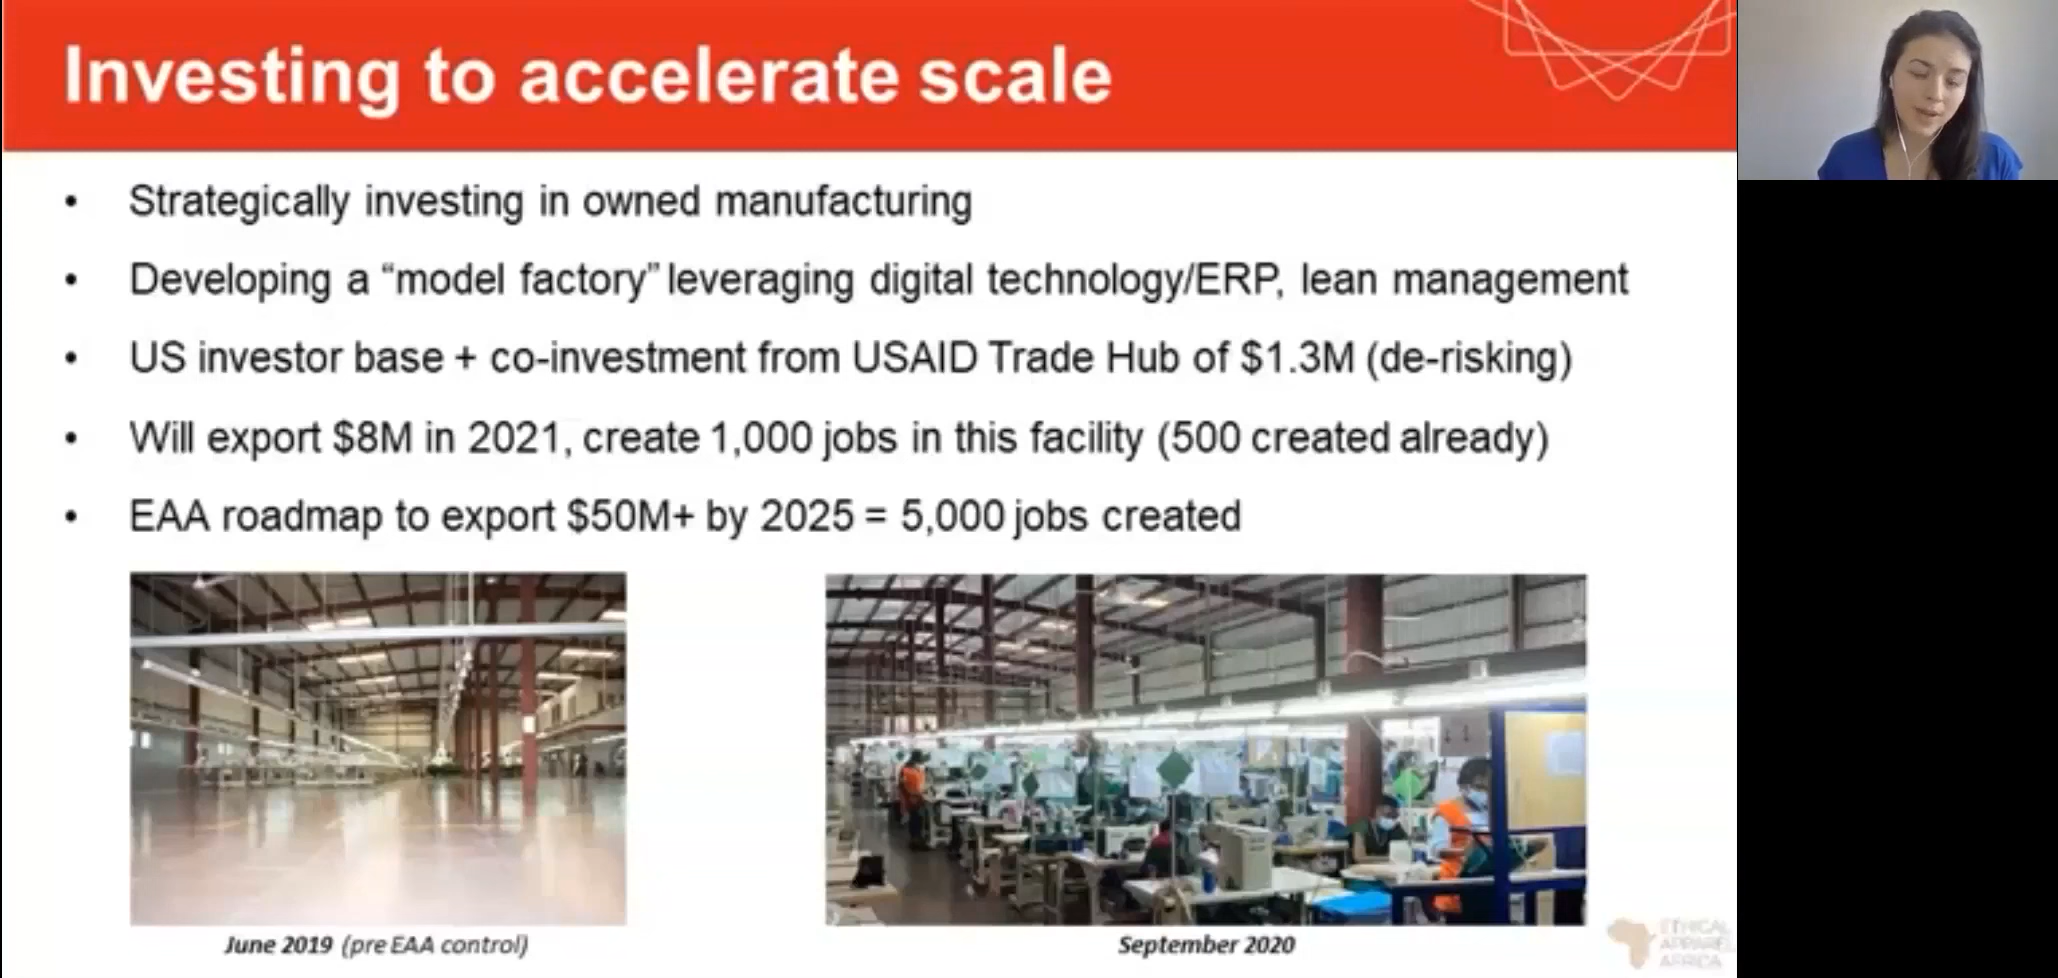 Investing to accelerate scale
• Strategically investing in owned manufacturing
• Developing a “model factory” leveraging digital technology/ERP, lean management
• US investor base + co-investment from USAID Trade Hub of $1.3M (de-risking)
• Will export $8M in 2021, create 1,000 jobs in this facility (500 created already)
• EAA roadmap to export $50M+ by 2025 = 5,000 jobs created
June 2019 (pre EAA control)
September 2020
ETHICAL
APPAREL
AFRICA